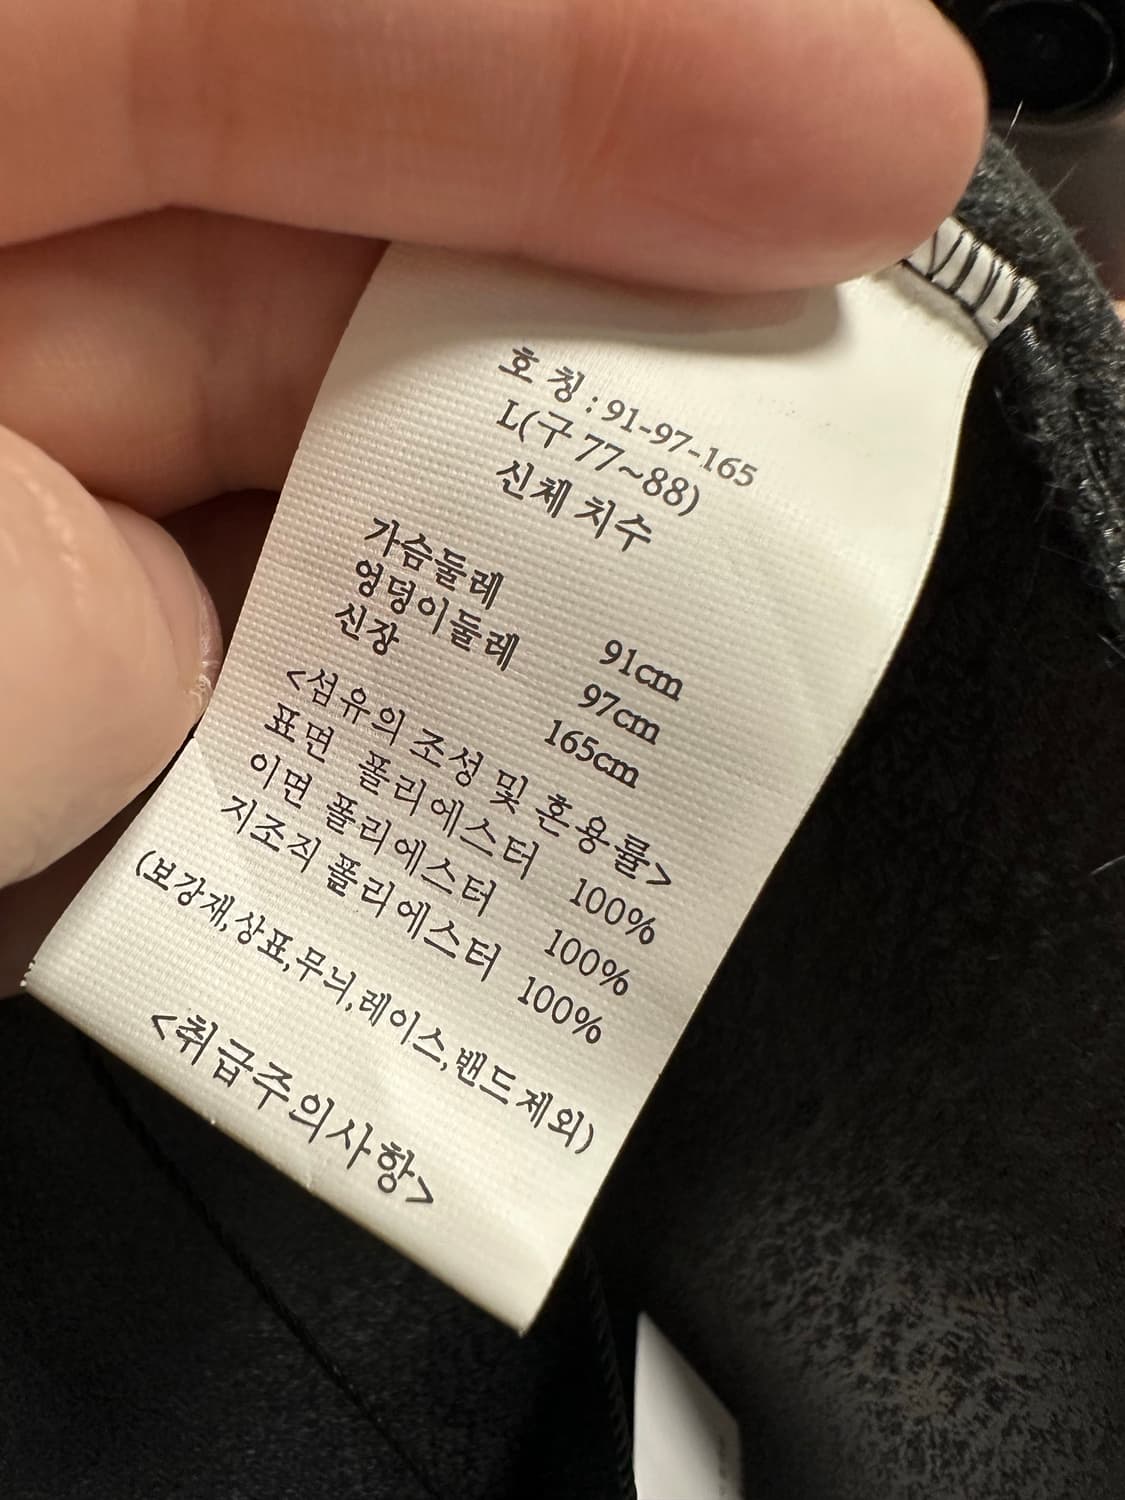 호 칭 : 91-97-165
L(구 77~88)
신체 치수
가슴둘레 91cm
엉덩이둘레 97cm
신장 165cm
<섬유의 조성 및 혼용률>
표면 폴리에스터 100%
이면 폴리에스터 100%
지조직 폴리에스터 100%
(보강재,상표,무늬,레이스,밴드제외)
<취급주의사항>